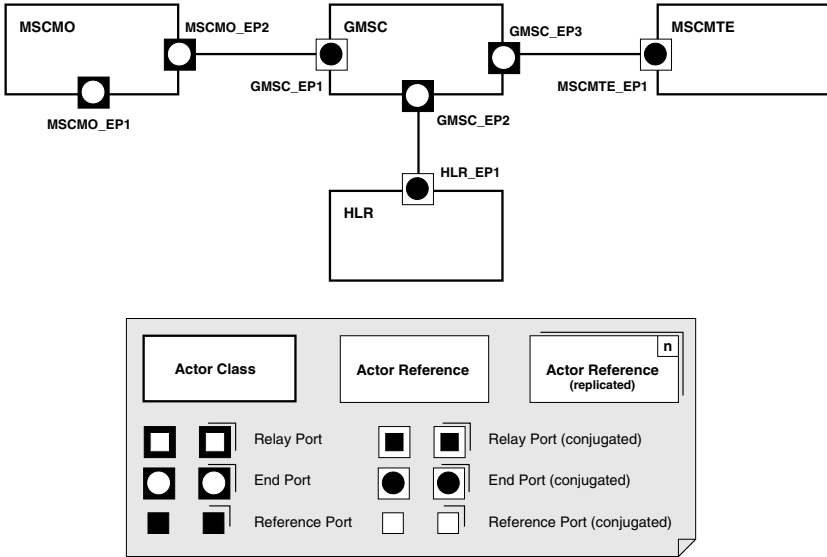 MSCMO
MSCMO_EP2
GMSC
GMSC_EP3
MSCMTE
GMSC_EP1
MSCMTE_EP1
MSCMO_EP1
GMSC_EP2
HLR_EP1
HLR
Actor Class
Actor Reference
n
Actor Reference
(replicated)
Relay Port
Relay Port (conjugated)
End Port
End Port (conjugated)
Reference Port
Reference Port (conjugated)